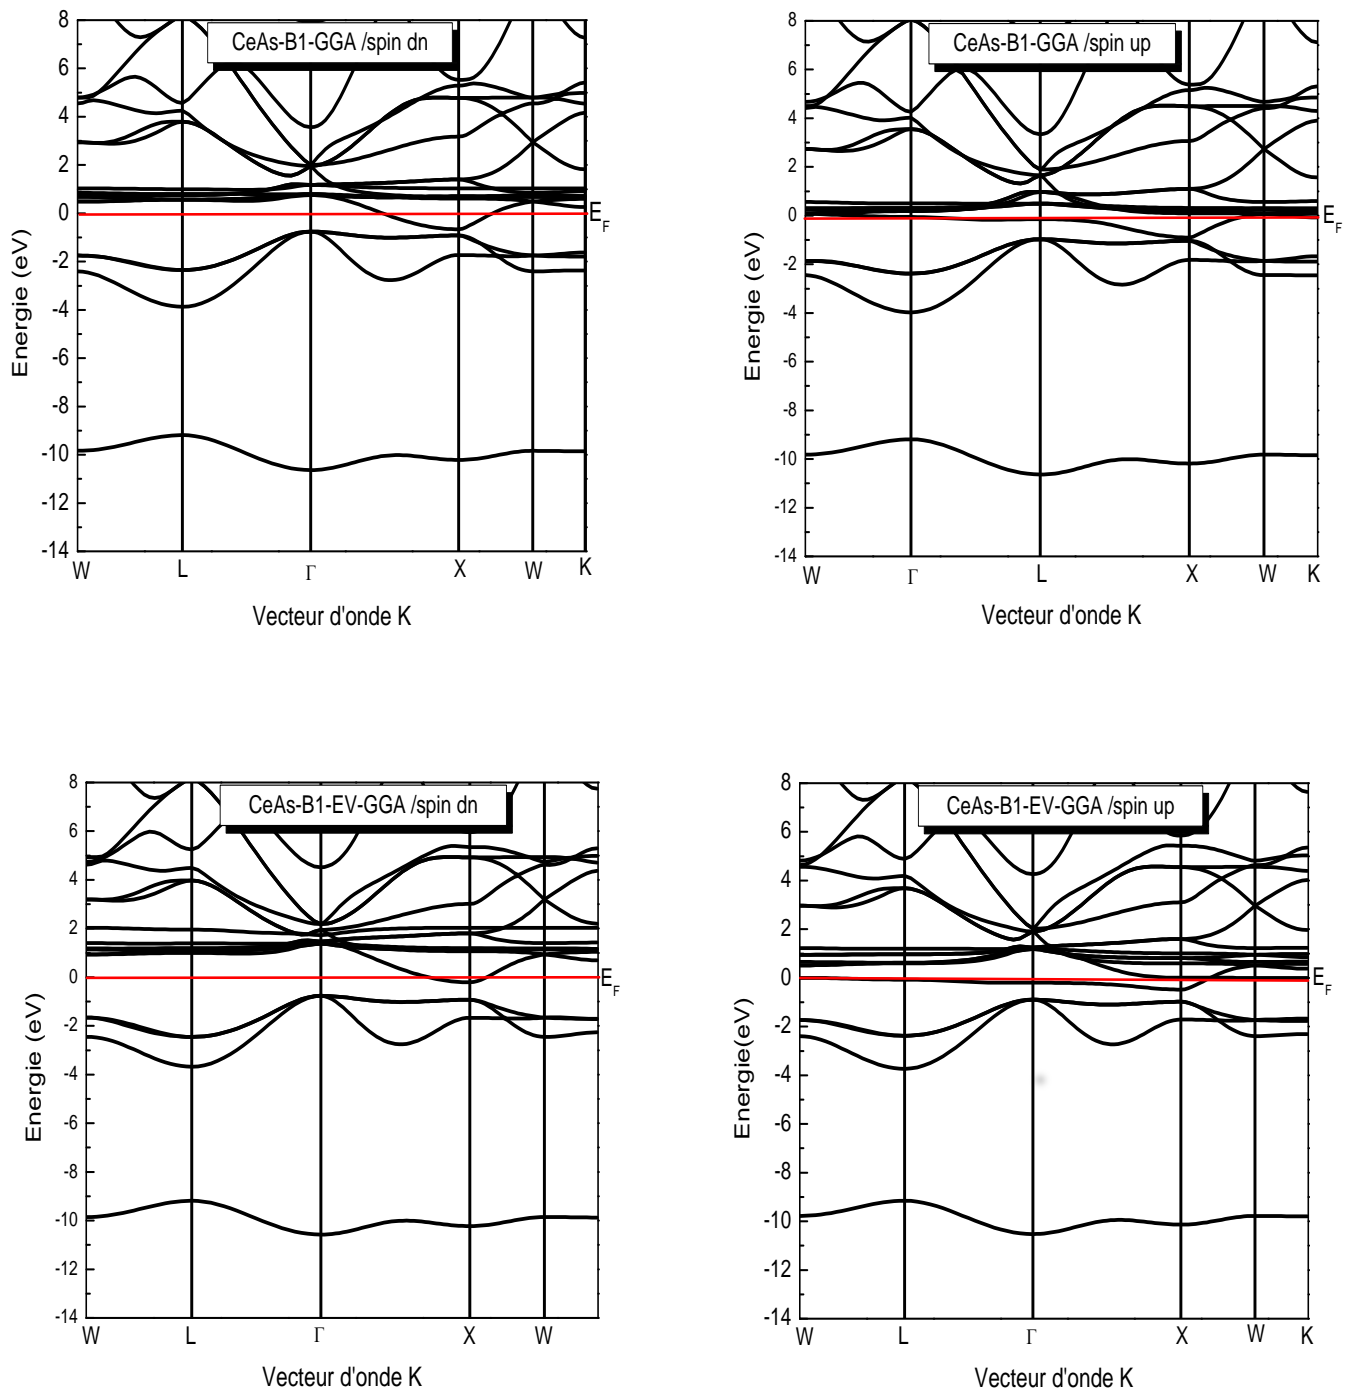 CeAs-B1-GGA /spin dn
8
6
4
2
0
-2
-4
-6
-8
-10
-12
-14
Energie (eV)
E_F
W L Γ X W K
Vecteur d'onde K
CeAs-B1-GGA /spin up
8
6
4
2
0
-2
-4
-6
-8
-10
-12
-14
Energie (eV)
E_F
W Γ L X W K
Vecteur d'onde K
CeAs-B1-EV-GGA /spin dn
8
6
4
2
0
-2
-4
-6
-8
-10
-12
-14
Energie (eV)
E_F
W L Γ X W
Vecteur d'onde K
CeAs-B1-EV-GGA /spin up
8
6
4
2
0
-2
-4
-6
-8
-10
-12
-14
Energie(eV)
E_F
W L Γ X W K
Vecteur d'onde K